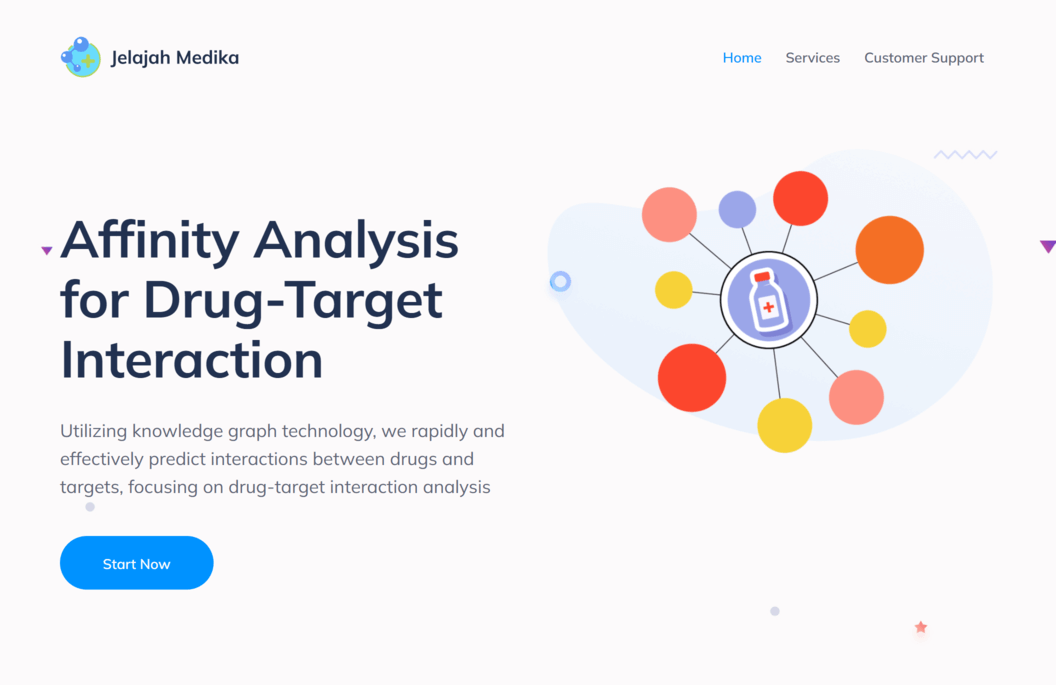 Jelajah Medika
Home Services Customer Support
Affinity Analysis
for Drug-Target
Interaction
Utilizing knowledge graph technology, we rapidly and
effectively predict interactions between drugs and
targets, focusing on drug-target interaction analysis
Start Now